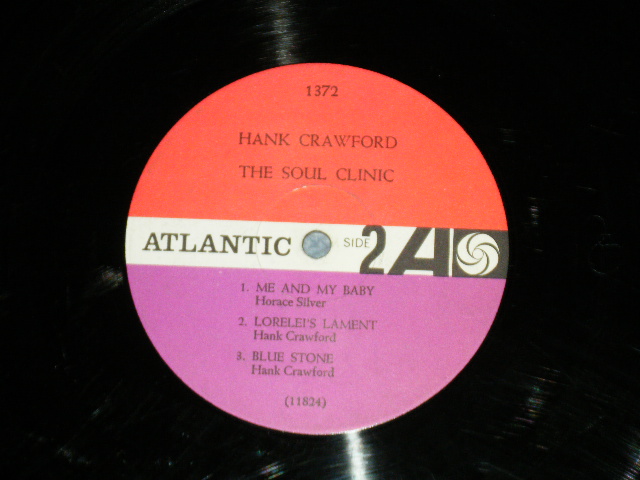 1372
HANK CRAWFORD
THE SOUL CLINIC
ATLANTIC SIDE 2 A
1. ME AND MY BABY
Horace Silver
2. LORELEI'S LAMENT
Hank Crawford
3. BLUE STONE
Hank Crawford
(11824)